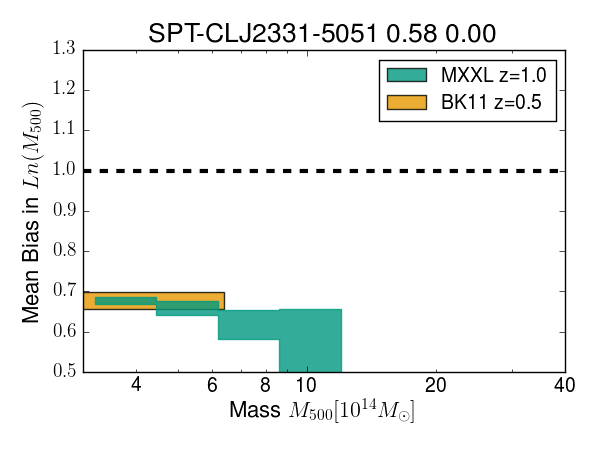 SPT-CLJ2331-5051 0.58 0.00
MXXL z=1.0
BK11 z=0.5
Mean Bias in Ln(M500)
1.3
1.2
1.1
1.0
0.9
0.8
0.7
0.6
0.5
4 6 8 10 20 40
Mass M500[10^14 M⊙]